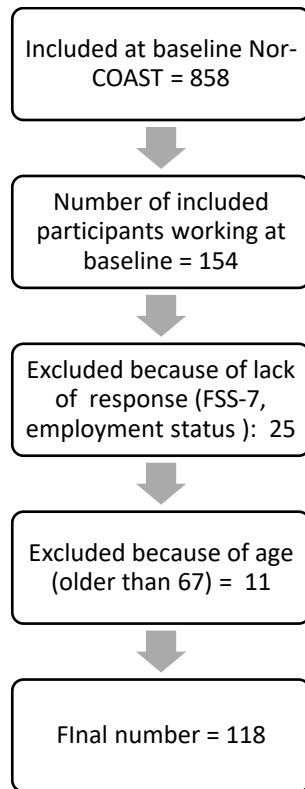 Included at baseline Nor-
COAST = 858
Number of included
participants working at
baseline = 154
Excluded because of lack
of response (FSS-7,
employment status ): 25
Excluded because of age
(older than 67) = 11
FInal number = 118